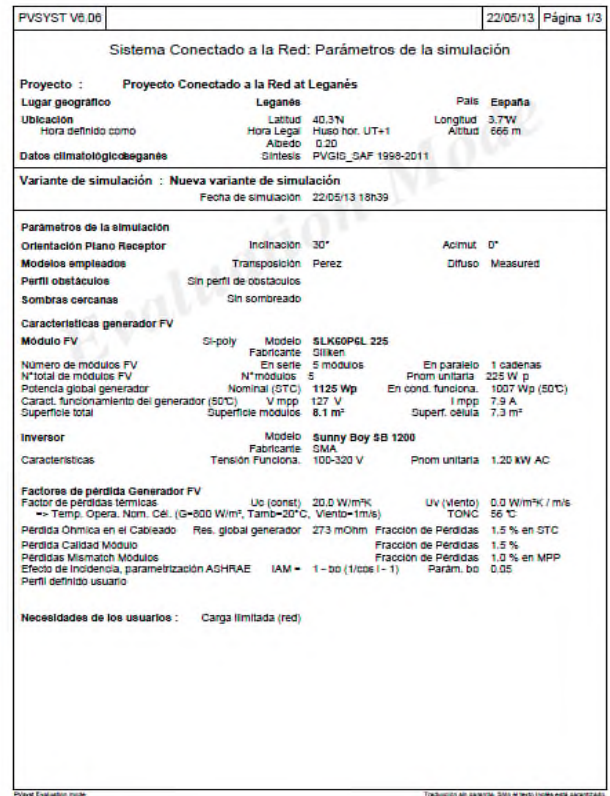 PVSYST V6.06 22/05/13 Página 1/3
Sistema Conectado a la Red: Parámetros de la simulación
Proyecto : Proyecto Conectado a la Red at Leganés
Lugar geográfico Leganés País España
Ubicación Latitud 40.3°N Longitud 3.7°W
Hora definido como Hora Legal Huso hor. UT+1 Altitud 666 m
Albedo 0.20
Datos climatológicos Leganés Síntesis PVGIS_SAF 1998-2011
Variante de simulación : Nueva variante de simulación
Fecha de simulación 22/05/13 18h39
Parámetros de la simulación
Orientación Plano Receptor Inclinación 30° Acimut 0°
Modelos empleados Transposición Perez Difuso Measured
Perfil obstáculos Sin perfil de obstáculos
Sombras cercanas Sin sombreado
Características generador FV
Módulo FV Si-poly Modelo SLK60P6L 225
Fabricante Siliken
Número de módulos FV En serie 5 módulos En paralelo 1 cadenas
N°total de módulos FV N°módulos 5 Pnom unitaria 225 W p
Potencia global generador Nominal (STC) 1125 Wp En cond. funciona. 1007 Wp (50°C)
Caract. funcionamiento del generador (50°C) V mpp 127 V I mpp 7.9 A
Superficie total Superficie módulos 8.1 m² Superf. célula 7.3 m²
Inversor Modelo Sunny Boy SB 1200
Fabricante SMA
Características Tensión Funciona. 100-320 V Pnom unitaria 1.20 kW AC
Factores de pérdida Generador FV
Factor de pérdidas térmicas Uc (const) 20.0 W/m²K Uv (viento) 0.0 W/m²K / m/s
=> Temp. Opera. Nom. Cél. (G=800 W/m², Tamb=20°C, Viento=1m/s) TONC 56 °C
Pérdida Óhmica en el Cableado Res. global generador 273 mOhm Fracción de Pérdidas 1.5 % en STC
Pérdida Calidad Módulo Fracción de Pérdidas 1.5 %
Pérdidas Mismatch Módulos Fracción de Pérdidas 1.0 % en MPP
Efecto de Incidencia, parametrización ASHRAE IAM = 1 - bo (1/cos i - 1) Parám. bo 0.05
Perfil definido usuario
Necesidades de los usuarios : Carga ilimitada (red)
Evaluation Mode
PVsyst Evaluation mode Traducción sin garantía, Sólo el texto inglés está garantizado.